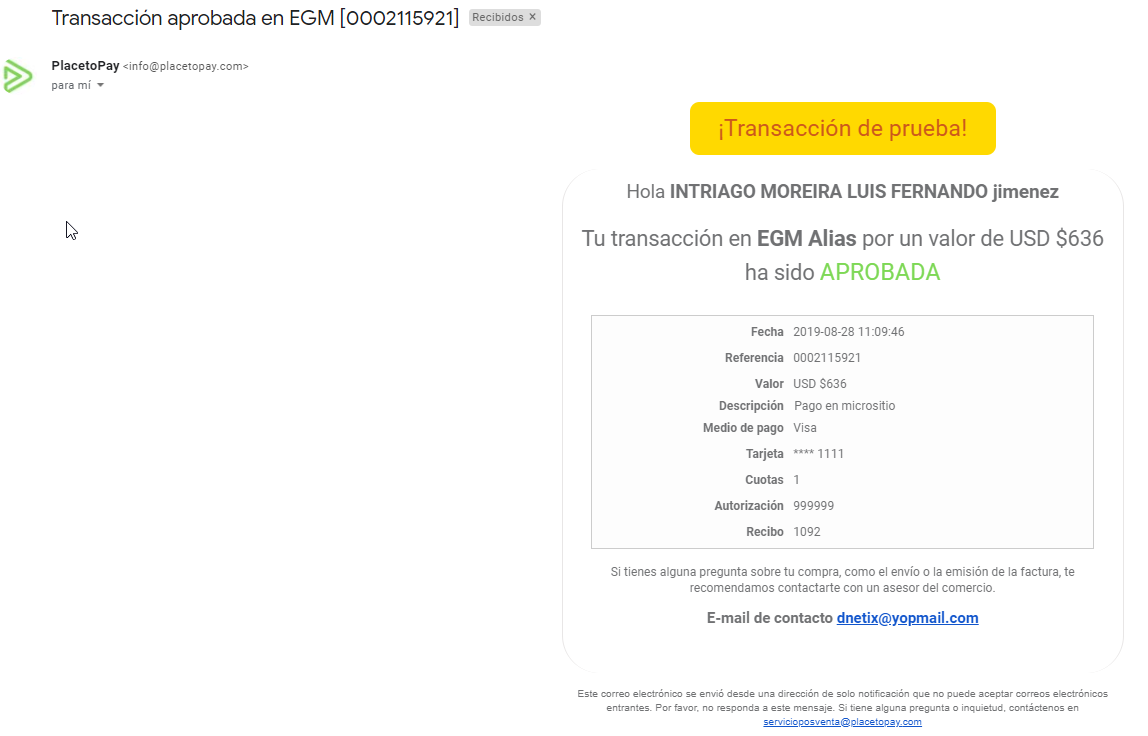 Transacción aprobada en EGM [0002115921] Recibidos ×
PlacetoPay <info@placetopay.com>
para mí
¡Transacción de prueba!
Hola INTRIAGO MOREIRA LUIS FERNANDO jimenez
Tu transacción en EGM Alias por un valor de USD $636
ha sido APROBADA
Fecha 2019-08-28 11:09:46
Referencia 0002115921
Valor USD $636
Descripción Pago en micrositio
Medio de pago Visa
Tarjeta **** 1111
Cuotas 1
Autorización 999999
Recibo 1092
Si tienes alguna pregunta sobre tu compra, como el envío o la emisión de la factura, te
recomendamos contactarte con un asesor del comercio.
E-mail de contacto dnetix@yopmail.com
Este correo electrónico se envió desde una dirección de solo notificación que no puede aceptar correos electrónicos
entrantes. Por favor, no responda a este mensaje. Si tiene alguna pregunta o inquietud, contáctenos en
servicioposventa@placetopay.com